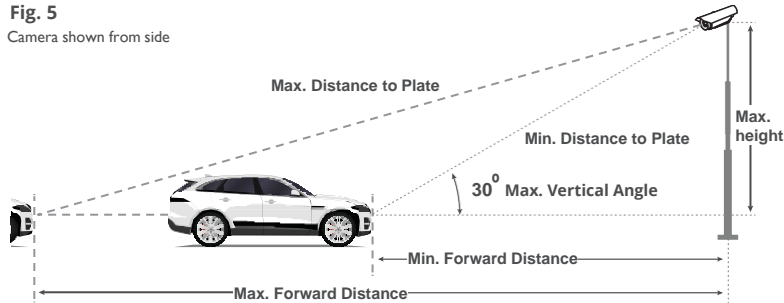 Fig. 5
Camera shown from side
Max. Distance to Plate
Max.
height
Min. Distance to Plate
30⁰ Max. Vertical Angle
Min. Forward Distance
Max. Forward Distance